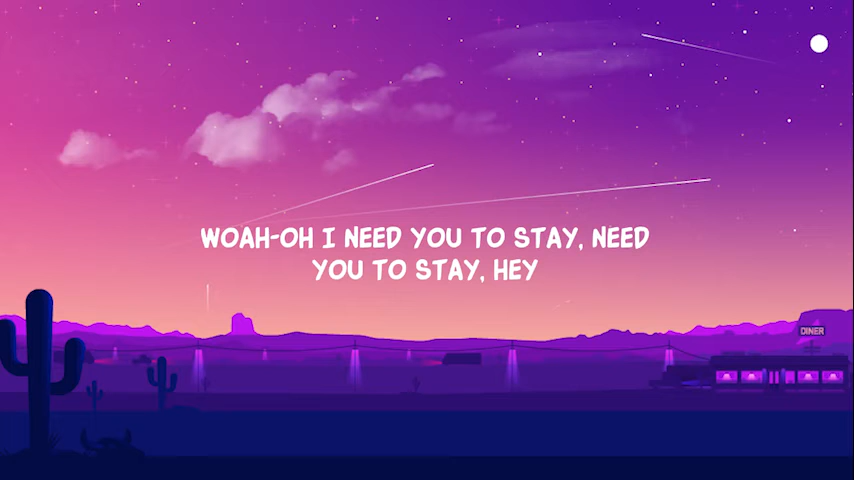 WOAH-OH I NEED YOU TO STAY, NEED
YOU TO STAY, HEY
DINER